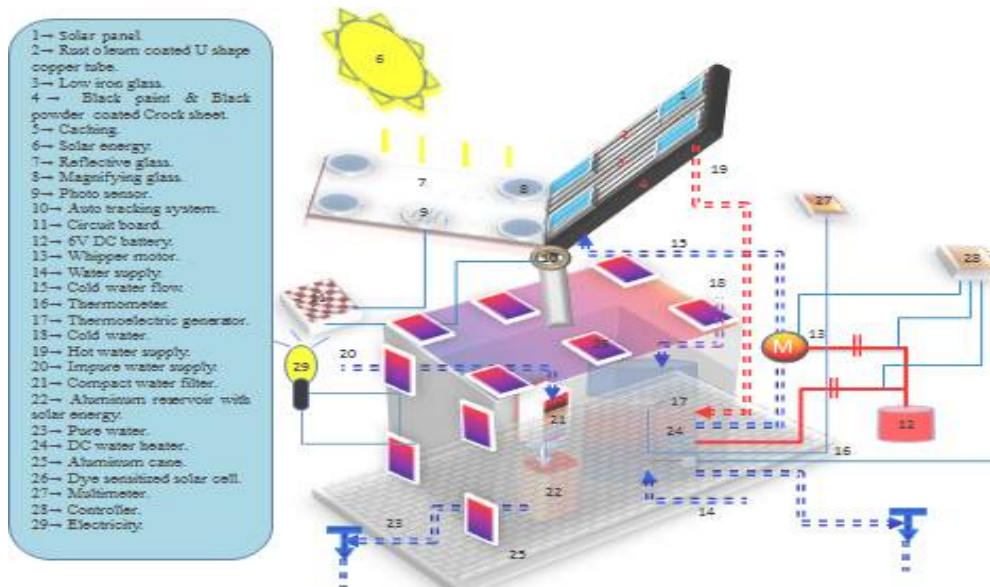 1→ Solar panel.
2→ Rust oleum coated U shape
copper tube.
3→ Low iron glass.
4→ Black paint & Black
powder coated Crock sheet.
5→ Caching.
6→ Solar energy.
7→ Reflective glass.
8→ Magnifying glass.
9→ Photo sensor.
10→ Auto tracking system.
11→ Circuit board.
12→ 6V DC battery.
13→ Whipper motor.
14→ Water supply.
15→ Cold water flow.
16→ Thermometer.
17→ Thermoelectric generator.
18→ Cold water.
19→ Hot water supply.
20→ Impure water supply.
21→ Compact water filter.
22→ Aluminum reservoir with
solar energy.
23→ Pure water.
24→ DC water heater.
25→ Aluminum cane.
26→ Dye sensitized solar cell.
27→ Multimeter.
28→ Controller.
29→ Electricity.
6
1
2
3
4
7
8
9
10
19
27
15
28
18
13
M
29
20
21
17
24
12
16
22
14
23
25